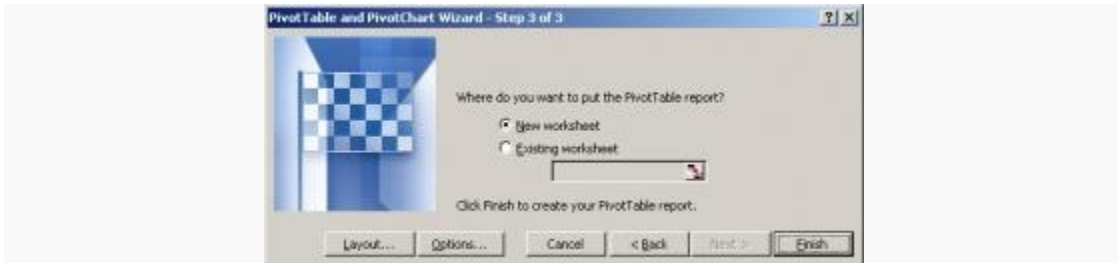 PivotTable and PivotChart Wizard - Step 3 of 3
Where do you want to put the PivotTable report?
New worksheet
Existing worksheet
Click Finish to create your PivotTable report.
Layout... Options... Cancel < Back Next > Finish